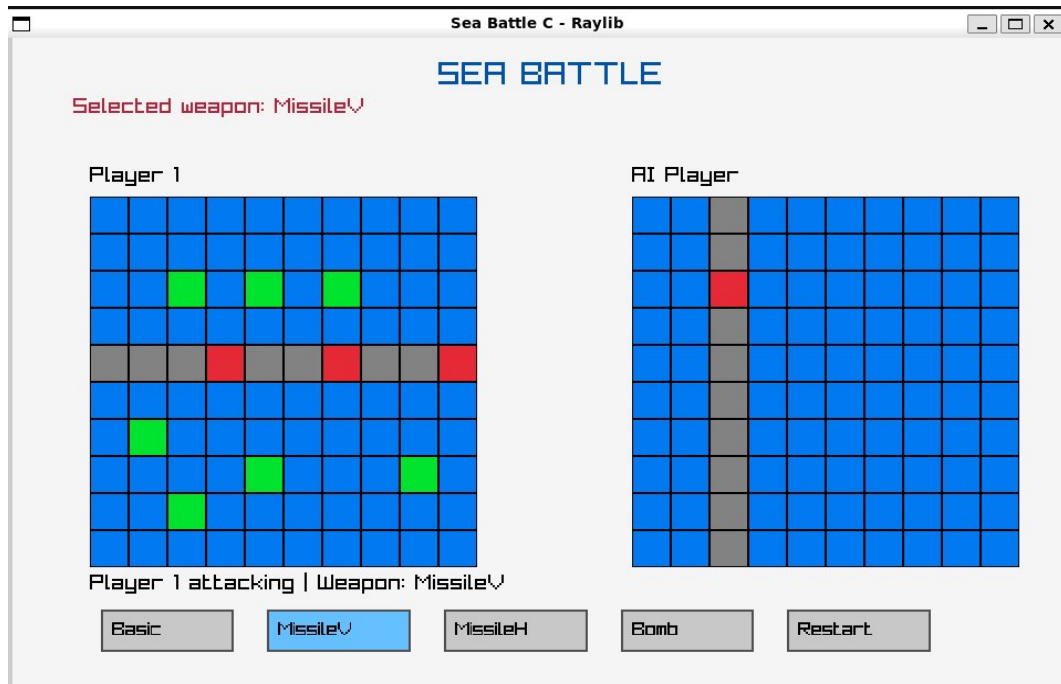 Sea Battle C - Raylib
SEA BATTLE
Selected weapon: MissileV
Player 1
AI Player
Player 1 attacking | Weapon: MissileV
Basic
MissileV
MissileH
Bomb
Restart